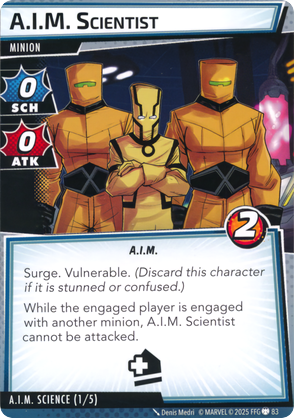 A.I.M. SCIENTIST
MINION
0
SCH
0
ATK
2
A.I.M.
Surge. Vulnerable. (Discard this character
if it is stunned or confused.)
While the engaged player is engaged
with another minion, A.I.M. Scientist
cannot be attacked.
A.I.M. SCIENCE (1/5)
Denis Medri © MARVEL © 2025 FFG 83